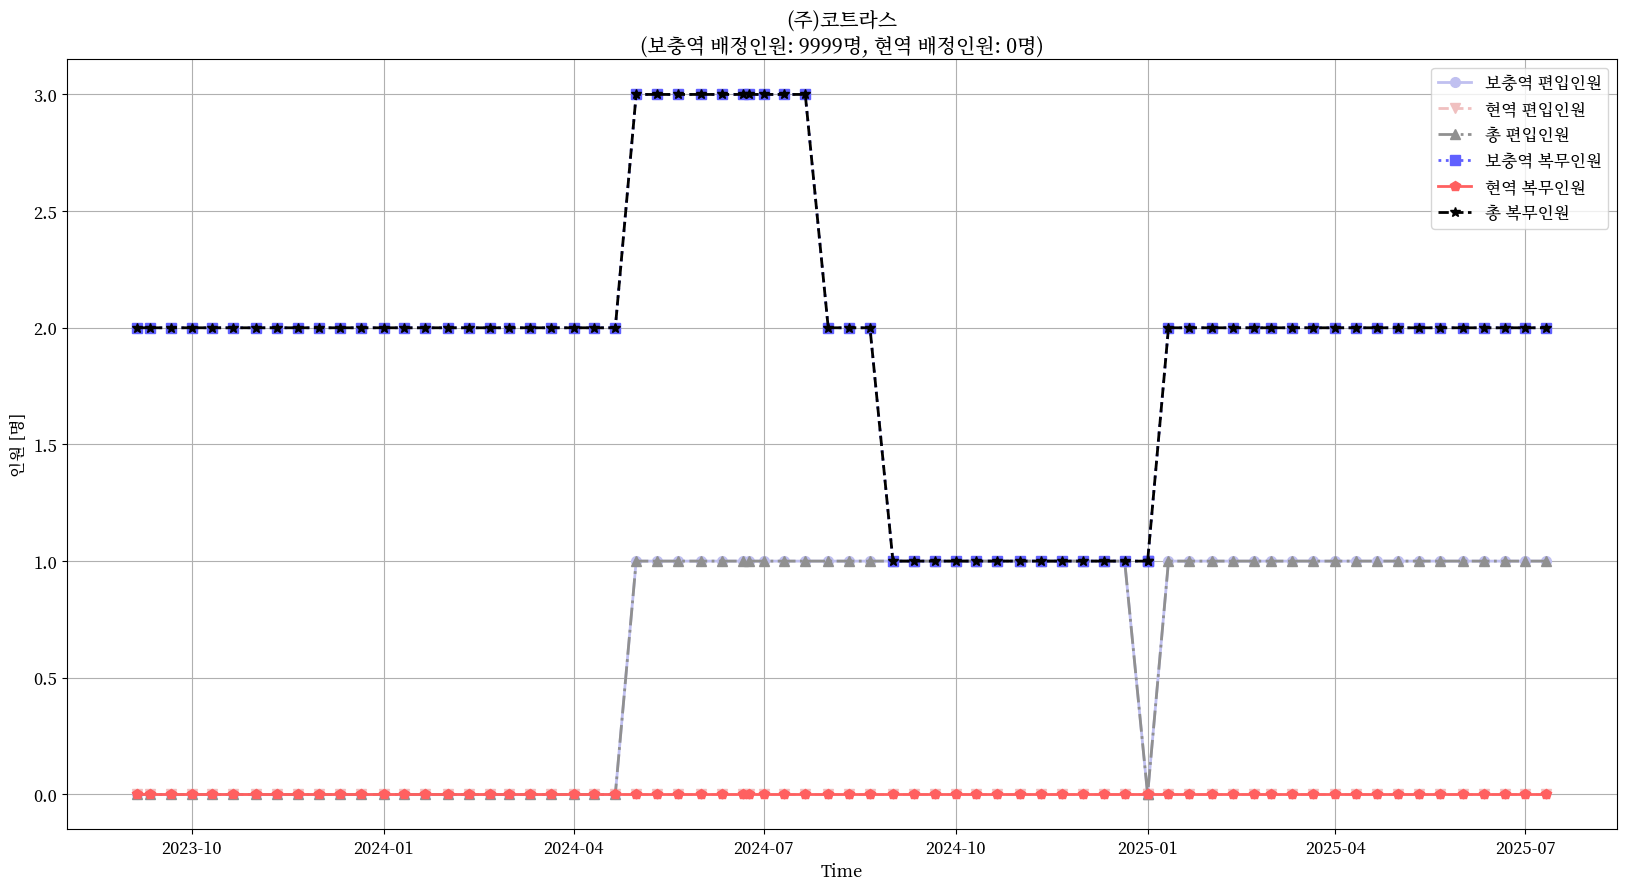 (주)코트라스
(보충역 배정인원: 9999명, 현역 배정인원: 0명)
보충역 편입인원
현역 편입인원
총 편입인원
보충역 복무인원
현역 복무인원
총 복무인원
3.0
2.5
2.0
1.5
1.0
0.5
0.0
인원 [명]
2023-10
2024-01
2024-04
2024-07
2024-10
2025-01
2025-04
2025-07
Time